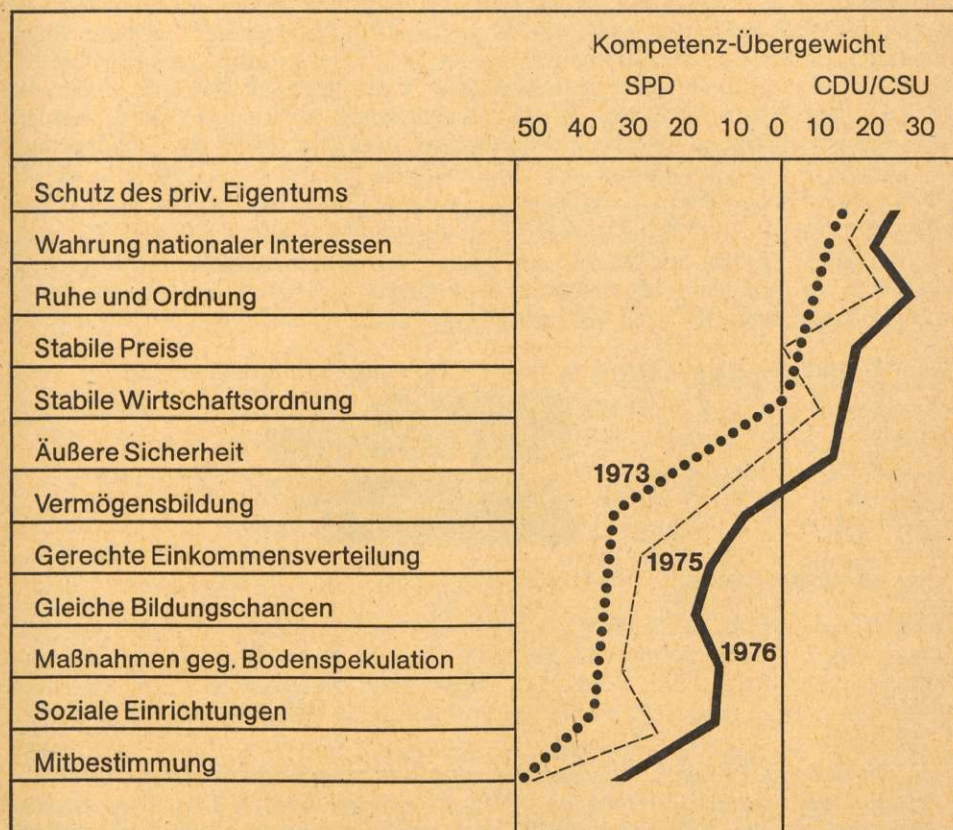 Kompetenz-Übergewicht
SPD CDU/CSU
50 40 30 20 10 0 10 20 30
Schutz des priv. Eigentums
Wahrung nationaler Interessen
Ruhe und Ordnung
Stabile Preise
Stabile Wirtschaftsordnung
Äußere Sicherheit
1973
Vermögensbildung
Gerechte Einkommensverteilung
1975
Gleiche Bildungschancen
Maßnahmen geg. Bodenspekulation
1976
Soziale Einrichtungen
Mitbestimmung